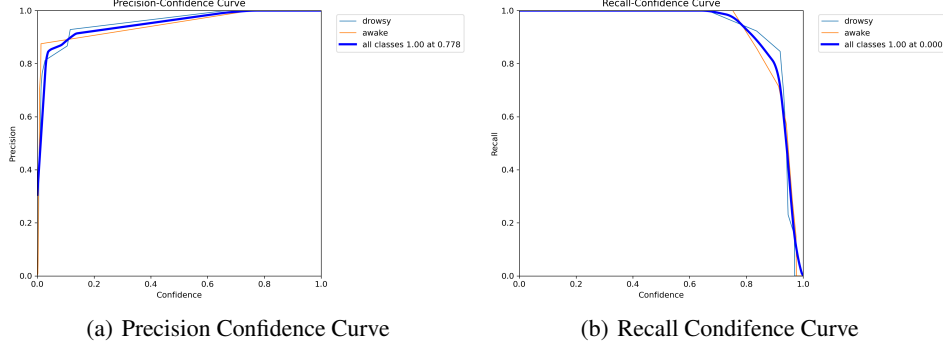 Precision-Confidence Curve
1.0
0.8
0.6
0.4
0.2
0.0
Precision
0.0 0.2 0.4 0.6 0.8 1.0
Confidence
drowsy
awake
all classes 1.00 at 0.778
(a) Precision Confidence Curve
Recall-Confidence Curve
1.0
0.8
0.6
0.4
0.2
0.0
Recall
0.0 0.2 0.4 0.6 0.8 1.0
Confidence
drowsy
awake
all classes 1.00 at 0.000
(b) Recall Condifence Curve